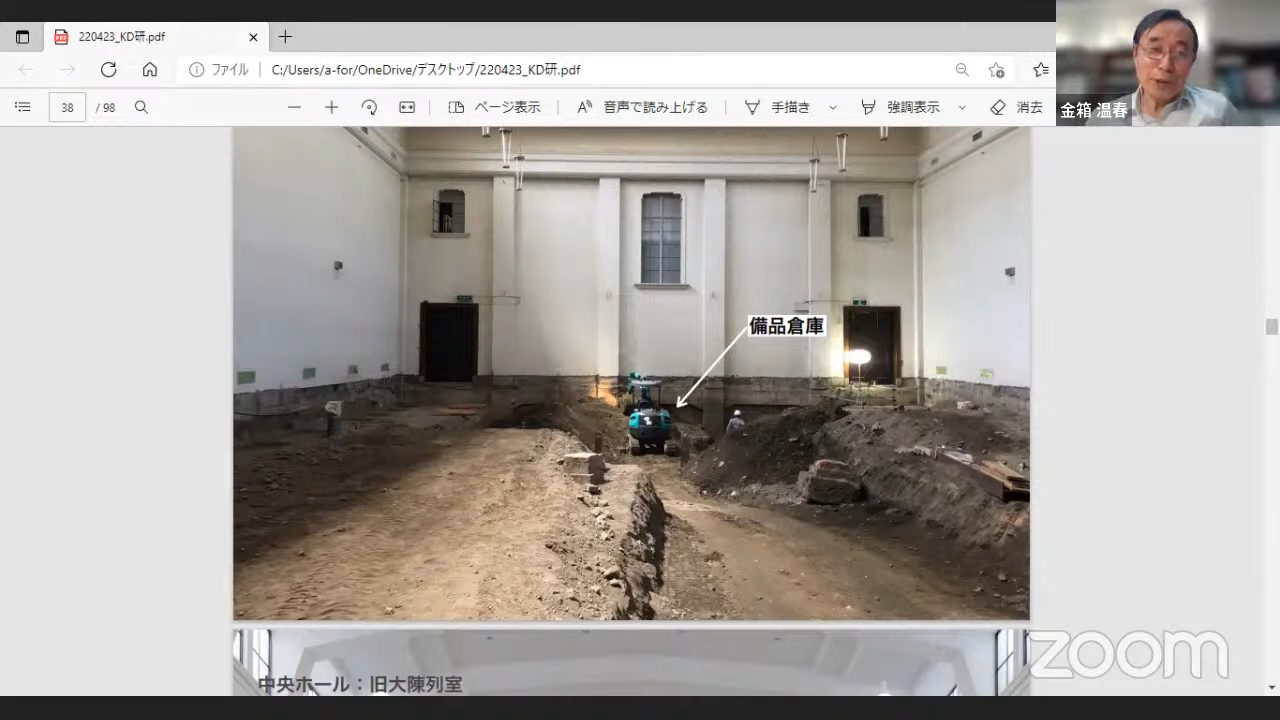 220423_KD研.pdf
ファイル
C:/Users/a-for/OneDrive/デスクトップ/220423_KD研.pdf
38 / 98
ページ表示
音声で読み上げる
手描き
強調表示
消去
金箱 温春
備品倉庫
zoom
中央ホール：旧大陳列室